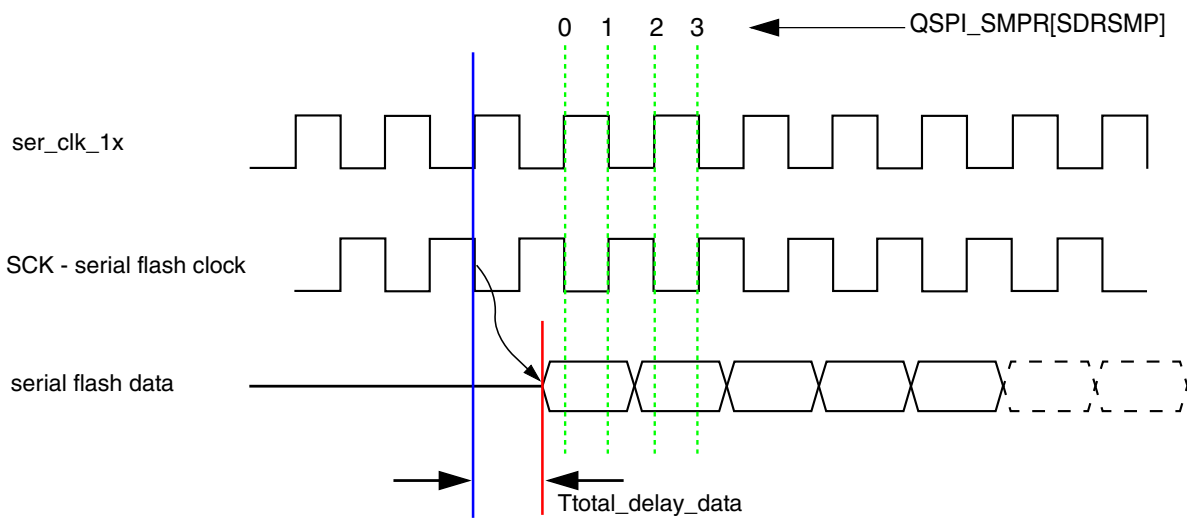 QSPI_SMPR[SDRSMP]
0 1 2 3
ser_clk_1x
SCK - serial flash clock
serial flash data
Ttotal_delay_data